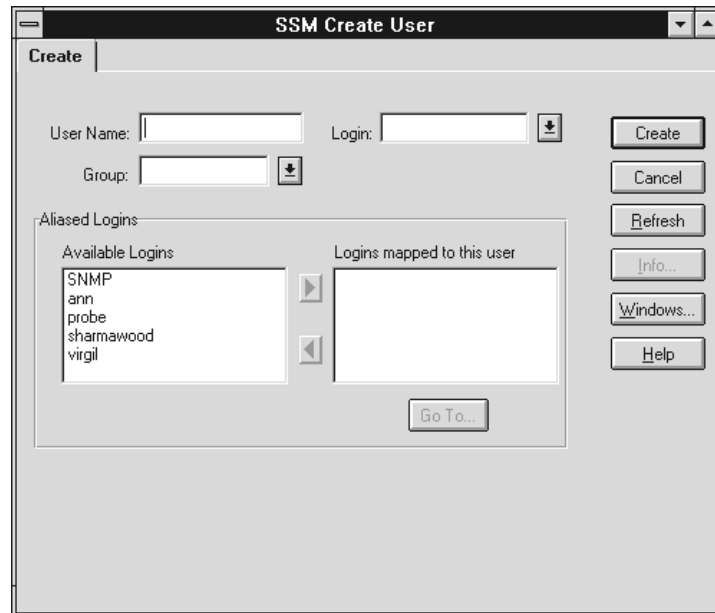 SSM Create User
Create
User Name:
Login:
Create
Group:
Cancel
Aliased Logins
Refresh
Available Logins
Logins mapped to this user
SNMP
ann
probe
sharmawood
virgil
Info...
Windows...
Help
Go To...